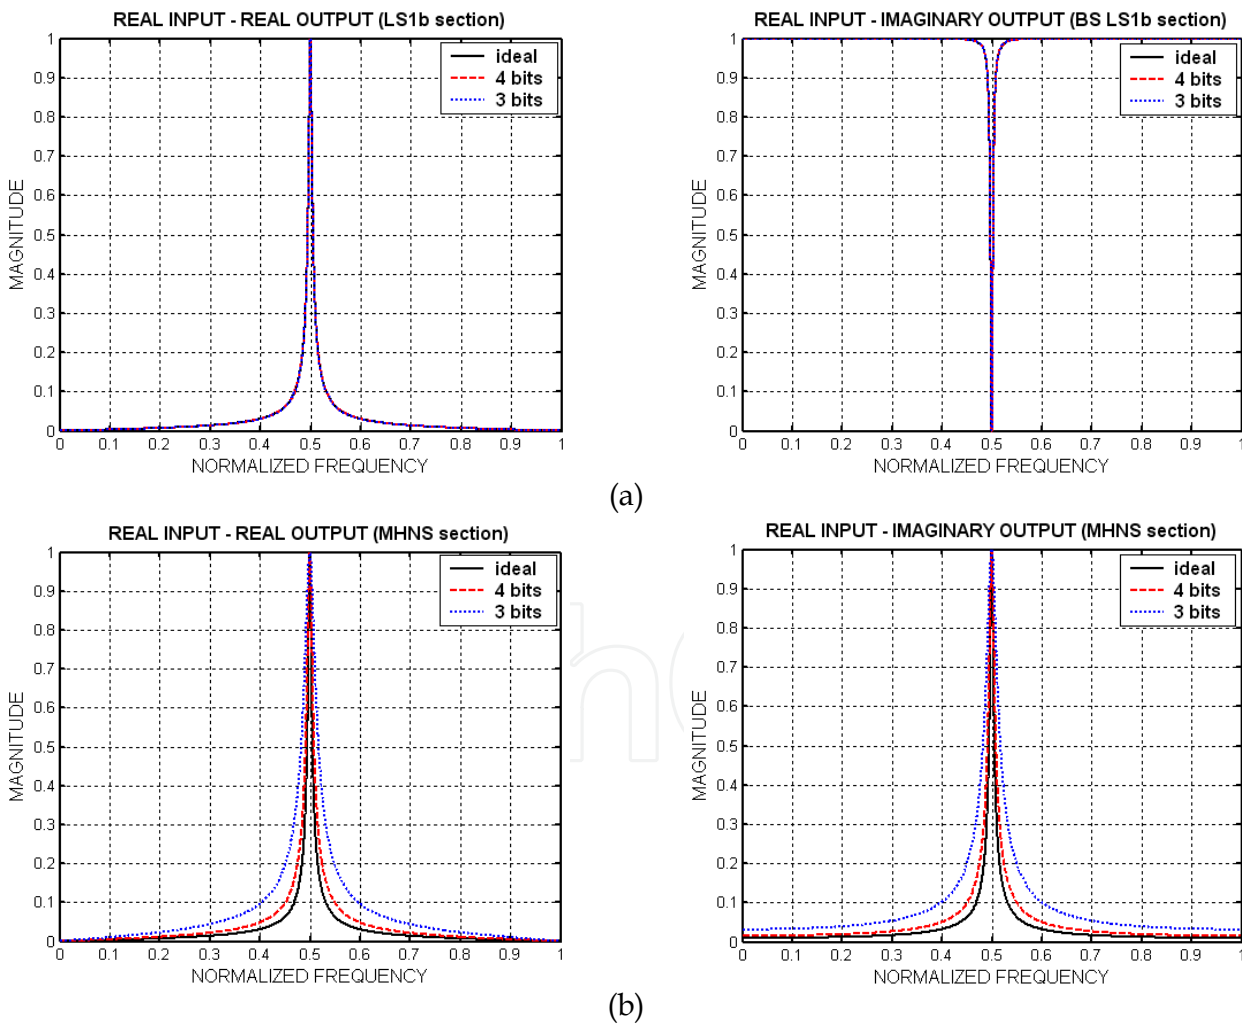 REAL INPUT - REAL OUTPUT (LS1b section)
1
0.9
0.8
0.7
0.6
0.5
0.4
0.3
0.2
0.1
0
MAGNITUDE
ideal
4 bits
3 bits
0 0.1 0.2 0.3 0.4 0.5 0.6 0.7 0.8 0.9 1
NORMALIZED FREQUENCY
REAL INPUT - IMAGINARY OUTPUT (BS LS1b section)
1
0.9
0.8
0.7
0.6
0.5
0.4
0.3
0.2
0.1
0
MAGNITUDE
ideal
4 bits
3 bits
0 0.1 0.2 0.3 0.4 0.5 0.6 0.7 0.8 0.9 1
NORMALIZED FREQUENCY
(a)
REAL INPUT - REAL OUTPUT (MHNS section)
1
0.9
0.8
0.7
0.6
0.5
0.4
0.3
0.2
0.1
0
MAGNITUDE
ideal
4 bits
3 bits
0 0.1 0.2 0.3 0.4 0.5 0.6 0.7 0.8 0.9 1
NORMALIZED FREQUENCY
REAL INPUT - IMAGINARY OUTPUT (MHNS section)
1
0.9
0.8
0.7
0.6
0.5
0.4
0.3
0.2
0.1
0
MAGNITUDE
ideal
4 bits
3 bits
0 0.1 0.2 0.3 0.4 0.5 0.6 0.7 0.8 0.9 1
NORMALIZED FREQUENCY
(b)